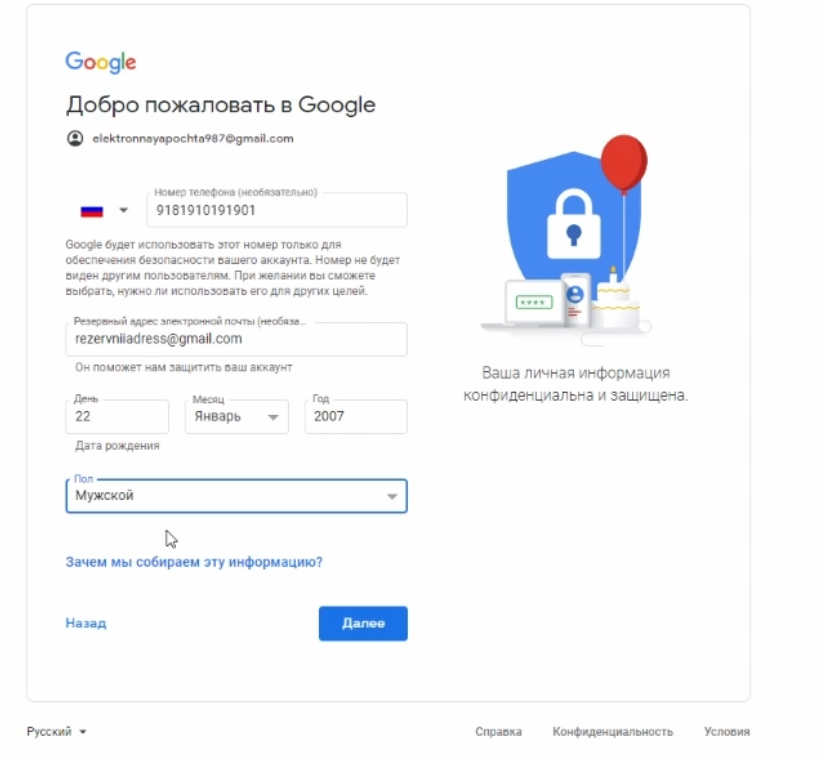 Google
Добро пожаловать в Google
elektronnayapochta987@gmail.com
Номер телефона (необязательно)
9181910191901
Google будет использовать этот номер только для
обеспечения безопасности вашего аккаунта. Номер не будет
виден другим пользователям. При желании вы сможете
выбрать, нужно ли использовать его для других целей.
Резервный адрес электронной почты (необяза...
rezervniiadress@gmail.com
Он поможет нам защитить ваш аккаунт
День Месяц Год
22 Январь 2007
Дата рождения
Пол
Мужской
Зачем мы собираем эту информацию?
Назад Далее
Ваша личная информация
конфиденциальна и защищена.
Русский Справка Конфиденциальность Условия